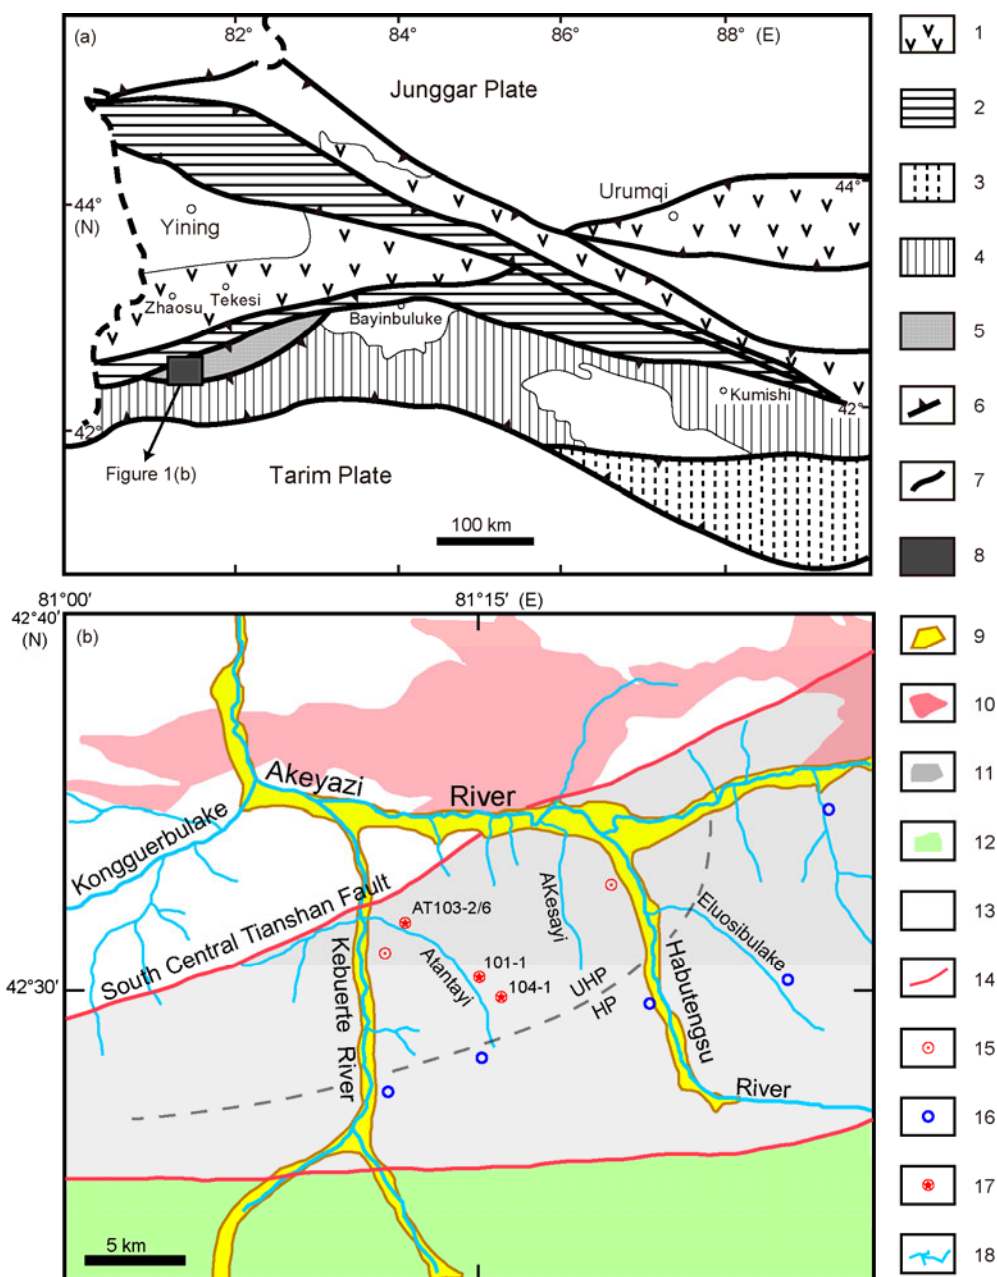 (a)
82°
84°
86°
(E)
88°
Junggar Plate
44°
(N)
Yining
Urumqi
44°
Zhaosu
Tekesi
Bayinbuluke
Kumishi
42°
42°
Figure 1(b)
Tarim Plate
100 km
1
2
3
4
5
6
7
8
81°00′
81°15′ (E)
42°40′
(N)
(b)
Akeyazi
River
Kongguerbulake
South Central Tianshan Fault
AT103-2/6
AKesayi
Eluosibulake
Kebuerte
River
Atantayi
101-1
104-1
UHP
HP
Habutengsu
River
42°30′
5 km
9
10
11
12
13
14
15
16
17
18